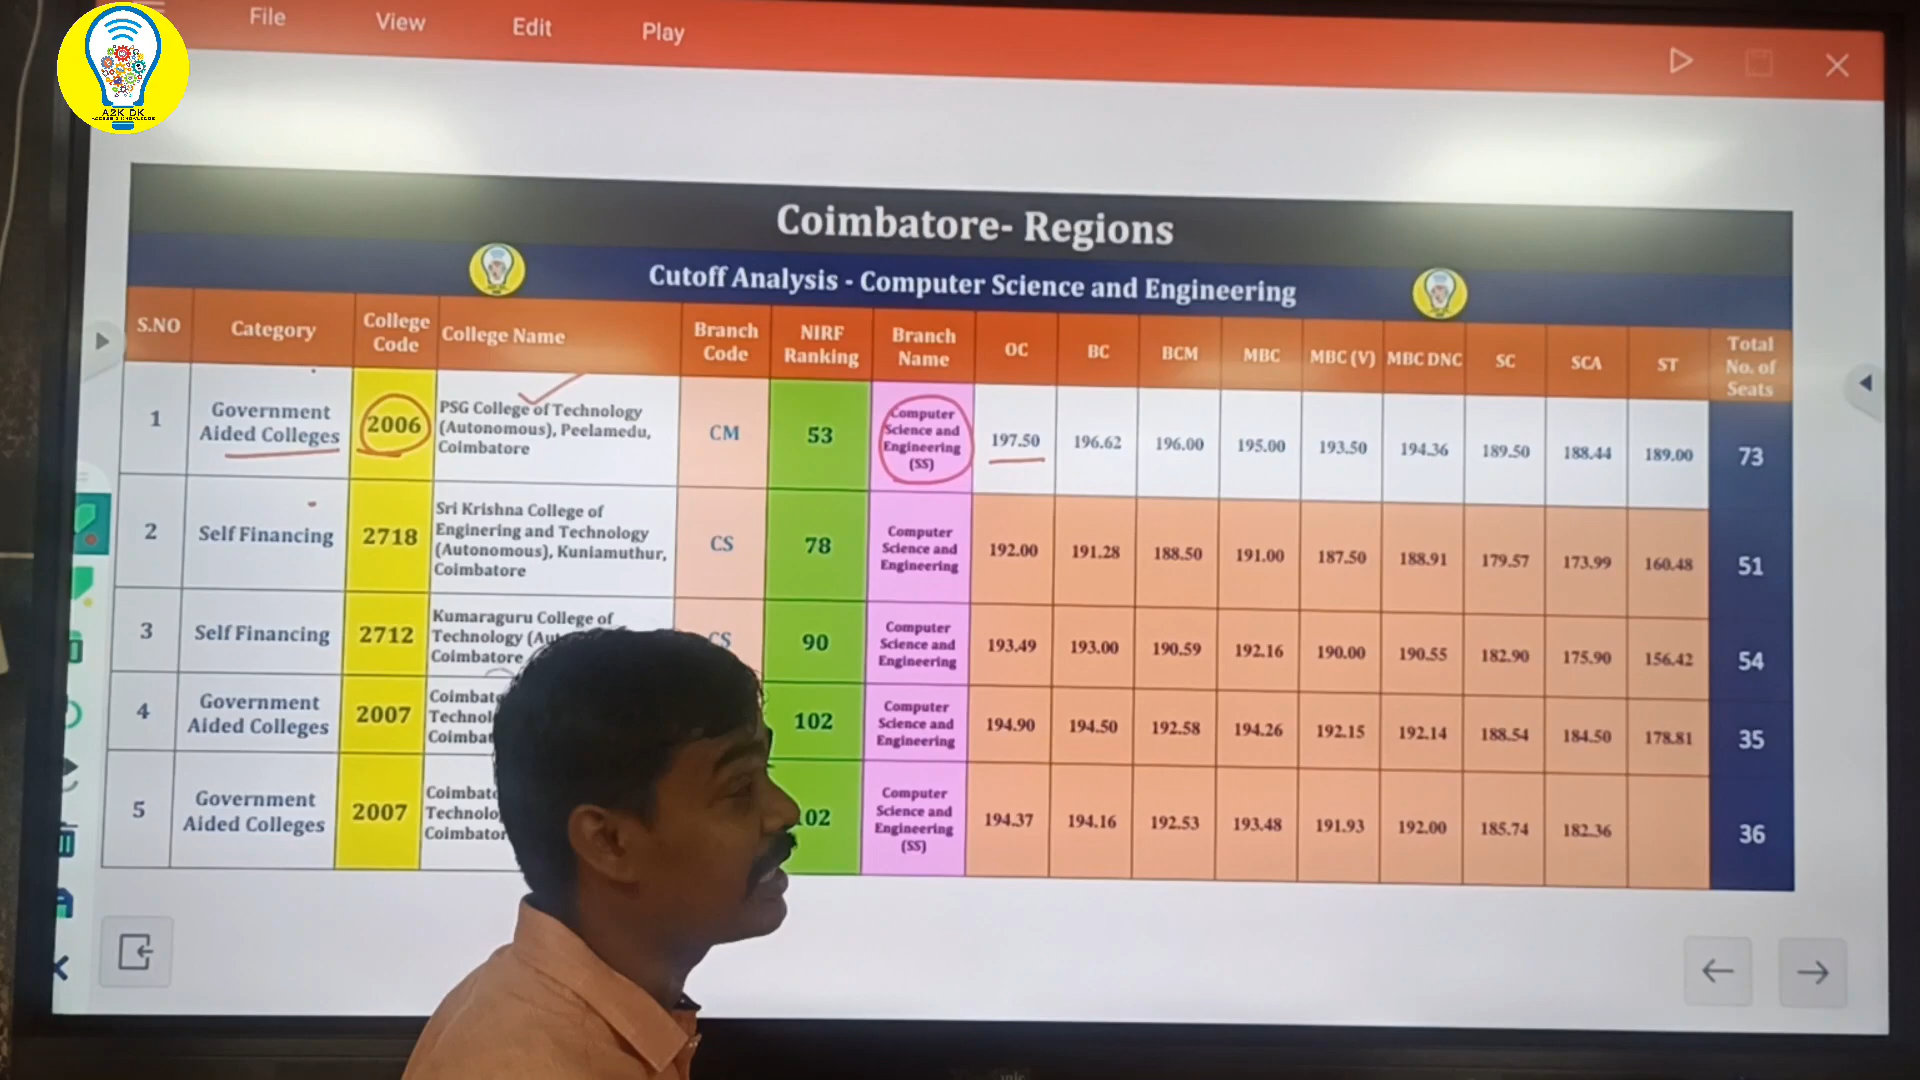 File View Edit Play
A2K DK
Coimbatore- Regions
Cutoff Analysis - Computer Science and Engineering
S.NO Category College Code College Name Branch Code NIRF Ranking Branch Name OC BC BCM MBC MBC (V) MBC DNC SC SCA ST Total No. of Seats
1 Government Aided Colleges 2006 PSG College of Technology (Autonomous), Peelamedu, Coimbatore CM 53 Computer Science and Engineering (SS) 197.50 196.62 196.00 195.00 193.50 194.36 189.50 188.44 189.00 73
2 Self Financing 2718 Sri Krishna College of Enginering and Technology (Autonomous), Kuniamuthur, Coimbatore CS 78 Computer Science and Engineering 192.00 191.28 188.50 191.00 187.50 188.91 179.57 173.99 160.48 51
3 Self Financing 2712 Kumaraguru College of Technology Coimbatore CS 90 Computer Science and Engineering 193.49 193.00 190.59 192.16 190.00 190.55 182.90 175.90 156.42 54
4 Government Aided Colleges 2007 102 Computer Science and Engineering 194.90 194.50 192.58 194.26 192.15 192.14 188.54 184.50 178.81 35
5 Government Aided Colleges 2007 102 Computer Science and Engineering (SS) 194.37 194.16 192.53 193.48 191.93 192.00 185.74 182.36 36